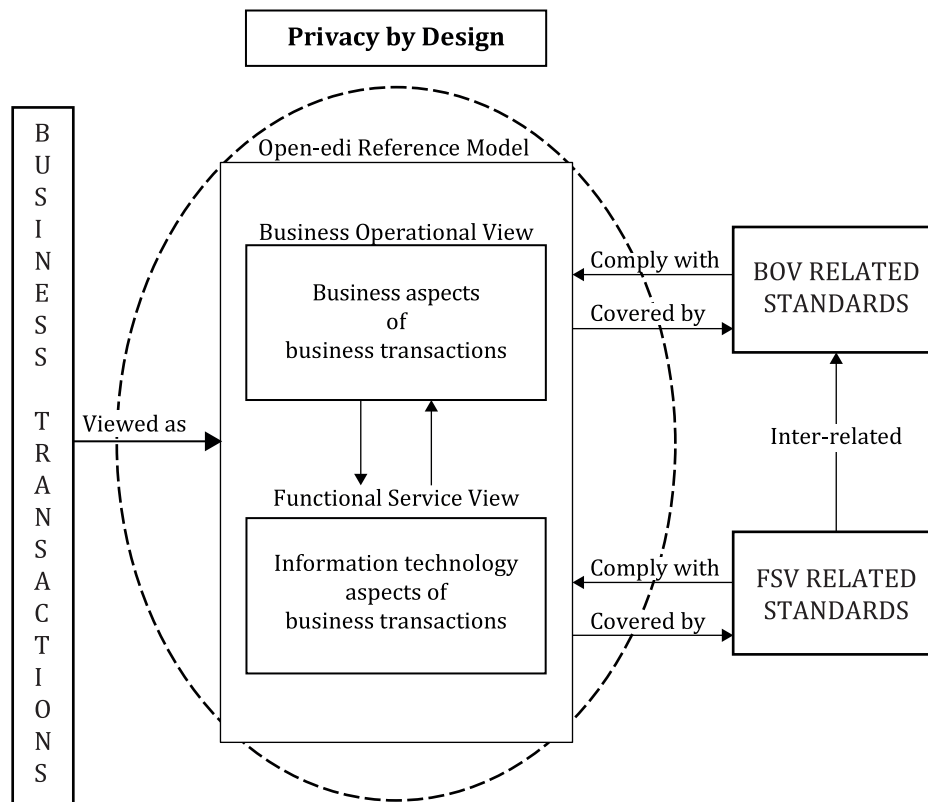 Privacy by Design
BUSINESS TRANSACTIONS
Open-edi Reference Model
Business Operational View
Business aspects
of
business transactions
Comply with
Covered by
BOV RELATED
STANDARDS
Viewed as
Inter-related
Functional Service View
Information technology
aspects of
business transactions
Comply with
Covered by
FSV RELATED
STANDARDS